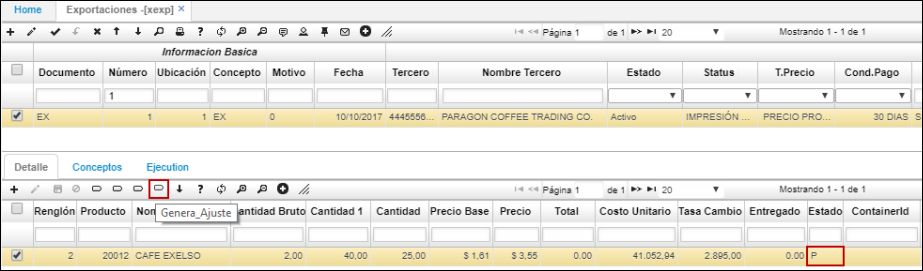 Home Exportaciones -[xexp] ×
Página 1 de 1 20 Mostrando 1 - 1 de 1
Informacion Basica
Documento Número Ubicación Concepto Motivo Fecha Tercero Nombre Tercero Estado Status T.Precio Cond.Pago
1
EX 1 1 EX 0 10/10/2017 4445556... PARAGON COFFEE TRADING CO. Activo IMPRESIÓN ... PRECIO PRO... 30 DIAS S
Detalle Conceptos Ejecution
Página 1 de 1 20 Mostrando 1 - 1 de 1
Renglón Producto Nom antidad Bruto Cantidad 1 Cantidad Precio Base Precio Total Costo Unitario Tasa Cambio Entregado Estado ContainerId
Genera_Ajuste
2 20012 CAFE EXELSO 2,00 40,00 25,00 $ 1,61 $ 3,55 0.00 41.052,94 2.895,00 0.00 P